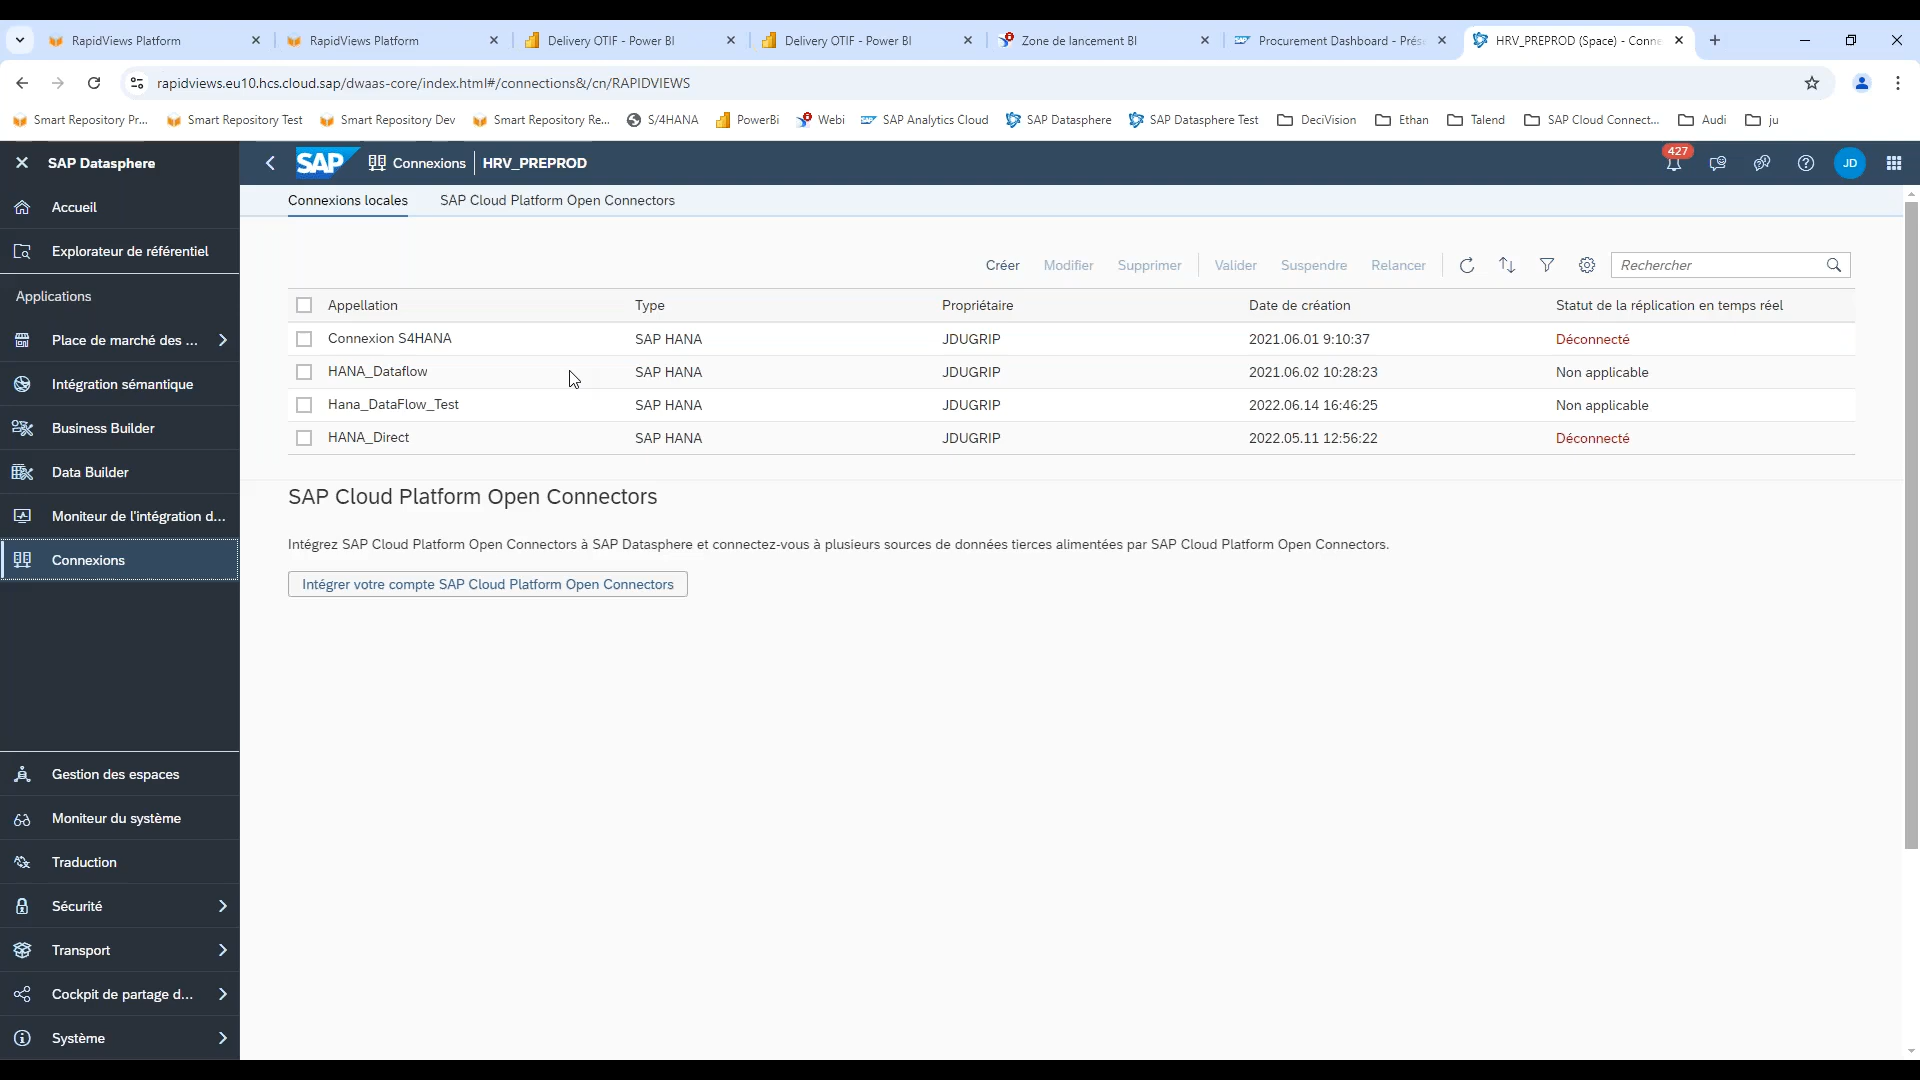 RapidViews Platform
RapidViews Platform
Delivery OTIF - Power BI
Delivery OTIF - Power BI
Zone de lancement BI
Procurement Dashboard - Prés
HRV_PREPROD (Space) - Conne
rapidviews.eu10.hcs.cloud.sap/dwaas-core/index.html#/connections&/cn/RAPIDVIEWS
Smart Repository Pr...
Smart Repository Test
Smart Repository Dev
Smart Repository Re...
S/4HANA
PowerBi
Webi
SAP Analytics Cloud
SAP Datasphere
SAP Datasphere Test
DeciVision
Ethan
Talend
SAP Cloud Connect...
Audi
ju
SAP Datasphere
SAP
Connexions
HRV_PREPROD
427
JD
Accueil
Explorateur de référentiel
Applications
Place de marché des ...
Intégration sémantique
Business Builder
Data Builder
Moniteur de l'intégration d...
Connexions
Gestion des espaces
Moniteur du système
Traduction
Sécurité
Transport
Cockpit de partage d...
Système
Connexions locales
SAP Cloud Platform Open Connectors
Créer
Modifier
Supprimer
Valider
Suspendre
Relancer
Rechercher
Appellation Type Propriétaire Date de création Statut de la réplication en temps réel
Connexion S4HANA SAP HANA JDUGRIP 2021.06.01 9:10:37 Déconnecté
HANA_Dataflow SAP HANA JDUGRIP 2021.06.02 10:28:23 Non applicable
Hana_DataFlow_Test SAP HANA JDUGRIP 2022.06.14 16:46:25 Non applicable
HANA_Direct SAP HANA JDUGRIP 2022.05.11 12:56:22 Déconnecté
SAP Cloud Platform Open Connectors
Intégrez SAP Cloud Platform Open Connectors à SAP Datasphere et connectez-vous à plusieurs sources de données tierces alimentées par SAP Cloud Platform Open Connectors.
Intégrer votre compte SAP Cloud Platform Open Connectors